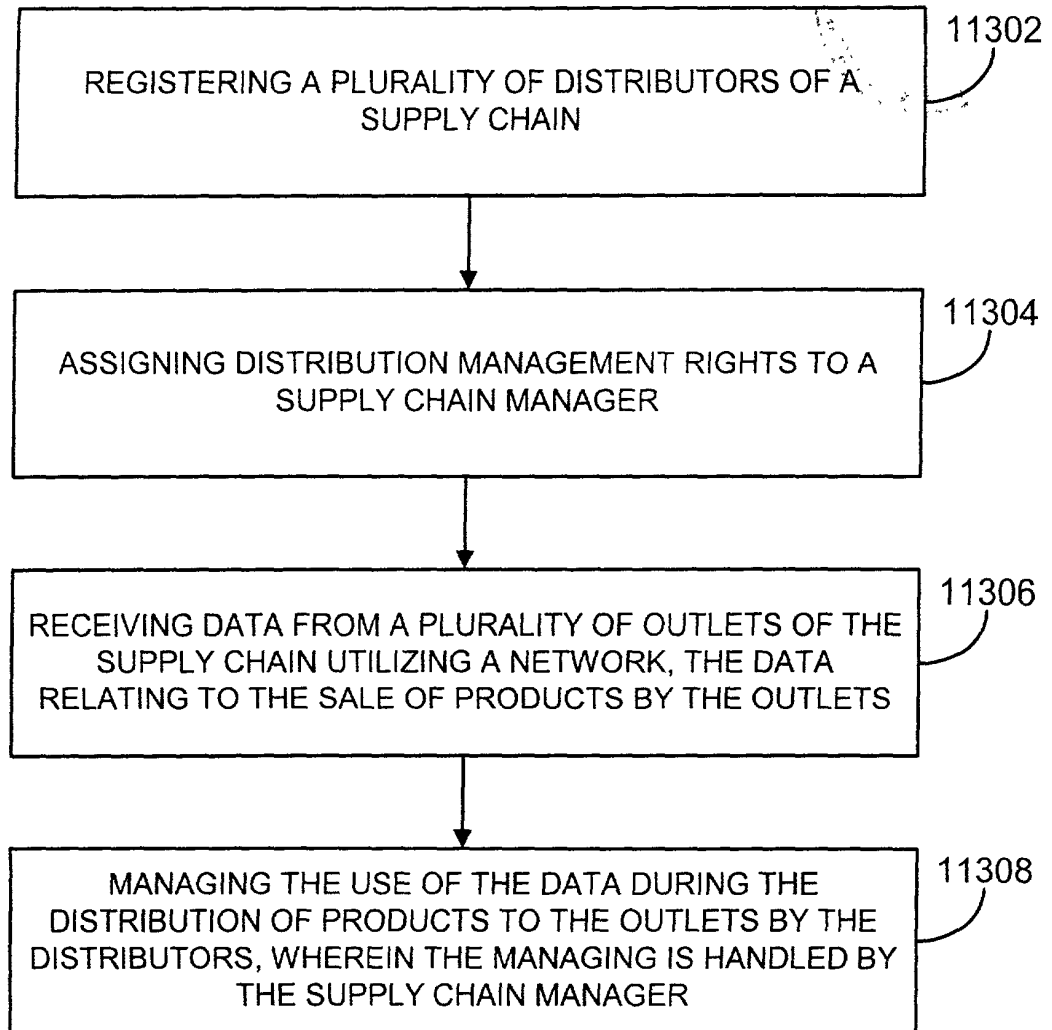 11302
REGISTERING A PLURALITY OF DISTRIBUTORS OF A
SUPPLY CHAIN
11304
ASSIGNING DISTRIBUTION MANAGEMENT RIGHTS TO A
SUPPLY CHAIN MANAGER
11306
RECEIVING DATA FROM A PLURALITY OF OUTLETS OF THE
SUPPLY CHAIN UTILIZING A NETWORK, THE DATA
RELATING TO THE SALE OF PRODUCTS BY THE OUTLETS
11308
MANAGING THE USE OF THE DATA DURING THE
DISTRIBUTION OF PRODUCTS TO THE OUTLETS BY THE
DISTRIBUTORS, WHEREIN THE MANAGING IS HANDLED BY
THE SUPPLY CHAIN MANAGER